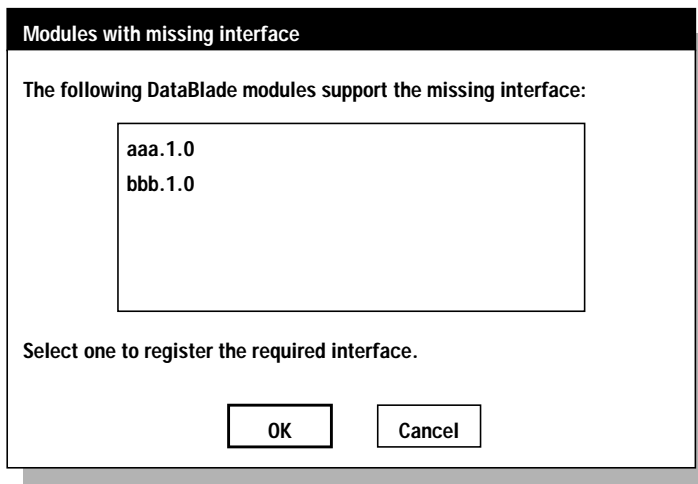 Modules with missing interface
The following DataBlade modules support the missing interface:
aaa.1.0
bbb.1.0
Select one to register the required interface.
OK Cancel